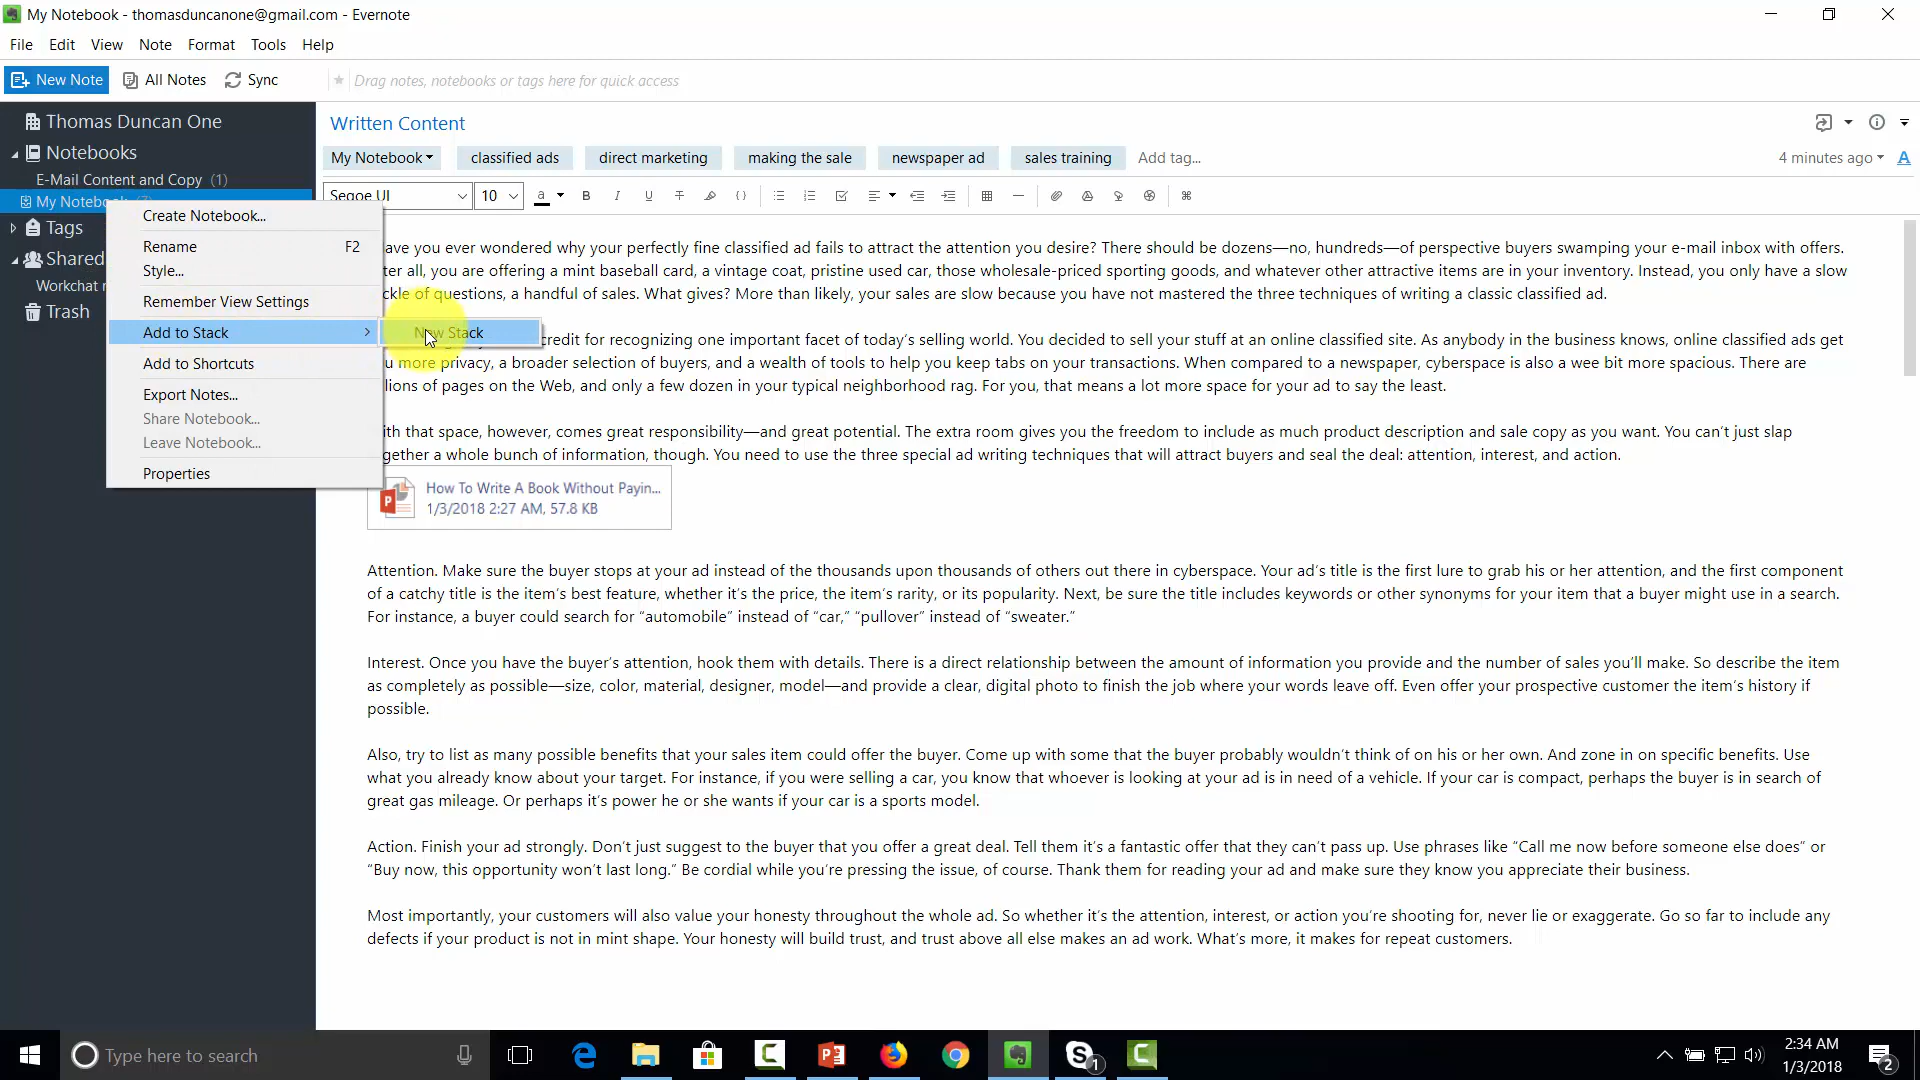 My Notebook - thomasduncanone@gmail.com - Evernote
File Edit View Note Format Tools Help
New Note All Notes Sync Drag notes, notebooks or tags here for quick access
Thomas Duncan One
Notebooks
E-Mail Content and Copy (1)
My Notebook
Tags
Shared
Workchat
Trash
Create Notebook...
Rename F2
Style...
Remember View Settings
Add to Stack
New Stack
Add to Shortcuts
Export Notes...
Share Notebook...
Leave Notebook...
Properties
Written Content
My Notebook classified ads direct marketing making the sale newspaper ad sales training Add tag... 4 minutes ago
Segoe UI 10
ave you ever wondered why your perfectly fine classified ad fails to attract the attention you desire? There should be dozens—no, hundreds—of perspective buyers swamping your e-mail inbox with offers.
ter all, you are offering a mint baseball card, a vintage coat, pristine used car, those wholesale-priced sporting goods, and whatever other attractive items are in your inventory. Instead, you only have a slow
ckle of questions, a handful of sales. What gives? More than likely, your sales are slow because you have not mastered the three techniques of writing a classic classified ad.
credit for recognizing one important facet of today's selling world. You decided to sell your stuff at an online classified site. As anybody in the business knows, online classified ads get
u more privacy, a broader selection of buyers, and a wealth of tools to help you keep tabs on your transactions. When compared to a newspaper, cyberspace is also a wee bit more spacious. There are
llions of pages on the Web, and only a few dozen in your typical neighborhood rag. For you, that means a lot more space for your ad to say the least.
ith that space, however, comes great responsibility—and great potential. The extra room gives you the freedom to include as much product description and sale copy as you want. You can't just slap
gether a whole bunch of information, though. You need to use the three special ad writing techniques that will attract buyers and seal the deal: attention, interest, and action.
How To Write A Book Without Payin...
1/3/2018 2:27 AM, 57.8 KB
Attention. Make sure the buyer stops at your ad instead of the thousands upon thousands of others out there in cyberspace. Your ad's title is the first lure to grab his or her attention, and the first component
of a catchy title is the item's best feature, whether it's the price, the item's rarity, or its popularity. Next, be sure the title includes keywords or other synonyms for your item that a buyer might use in a search.
For instance, a buyer could search for "automobile" instead of "car," "pullover" instead of "sweater."
Interest. Once you have the buyer's attention, hook them with details. There is a direct relationship between the amount of information you provide and the number of sales you'll make. So describe the item
as completely as possible—size, color, material, designer, model—and provide a clear, digital photo to finish the job where your words leave off. Even offer your prospective customer the item's history if
possible.
Also, try to list as many possible benefits that your sales item could offer the buyer. Come up with some that the buyer probably wouldn't think of on his or her own. And zone in on specific benefits. Use
what you already know about your target. For instance, if you were selling a car, you know that whoever is looking at your ad is in need of a vehicle. If your car is compact, perhaps the buyer is in search of
great gas mileage. Or perhaps it's power he or she wants if your car is a sports model.
Action. Finish your ad strongly. Don't just suggest to the buyer that you offer a great deal. Tell them it's a fantastic offer that they can't pass up. Use phrases like "Call me now before someone else does" or
"Buy now, this opportunity won't last long." Be cordial while you're pressing the issue, of course. Thank them for reading your ad and make sure they know you appreciate their business.
Most importantly, your customers will also value your honesty throughout the whole ad. So whether it's the attention, interest, or action you're shooting for, never lie or exaggerate. Go so far to include any
defects if your product is not in mint shape. Your honesty will build trust, and trust above all else makes an ad work. What's more, it makes for repeat customers.
Type here to search
1
2:34 AM
1/3/2018
2